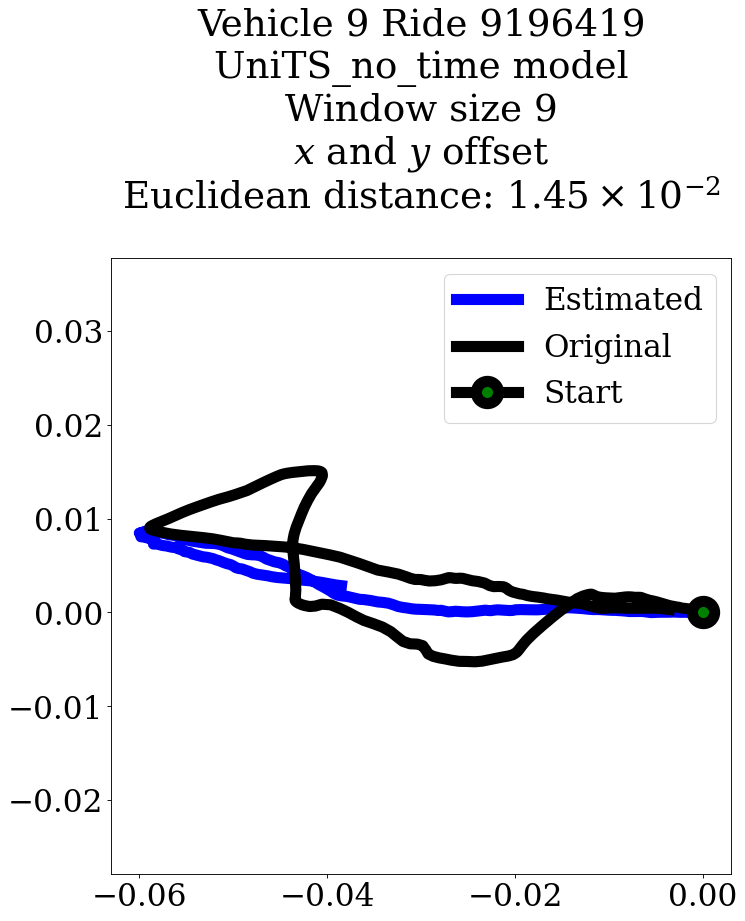 Vehicle 9 Ride 9196419
UniTS_no_time model
Window size 9
x and y offset
Euclidean distance: 1.45 × 10⁻²
Estimated
Original
Start
0.03
0.02
0.01
0.00
−0.01
−0.02
−0.06
−0.04
−0.02
0.00